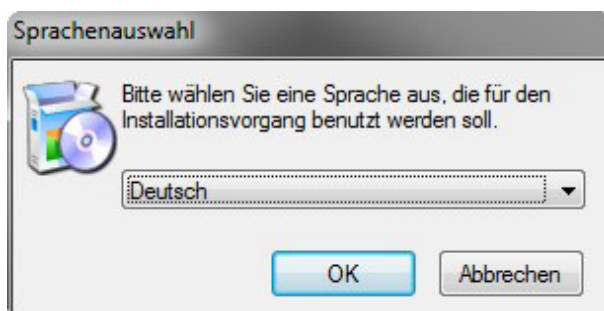 Sprachenauswahl
Bitte wählen Sie eine Sprache aus, die für den
Installationsvorgang benutzt werden soll.
Deutsch
OK
Abbrechen